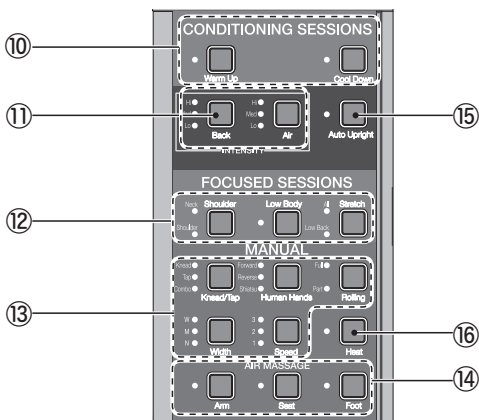 ⑩
CONDITIONING SESSIONS
Warm Up Cool Down
⑪
Hi Hi
Med
Lo Lo
Back Air Auto Upright
⑮
INTENSITY
FOCUSED SESSIONS
⑫
Neck Shoulder Low Body All Stretch
Shoulder Low Back
MANUAL
⑬
Knead Forward Full
Tap Reverse
Combo Shiatsu Part
Knead/Tap Human Hands Rolling
W 3
M 2
N 1
Width Speed Heat
⑯
AIR MASSAGE
⑭
Arm Seat Foot